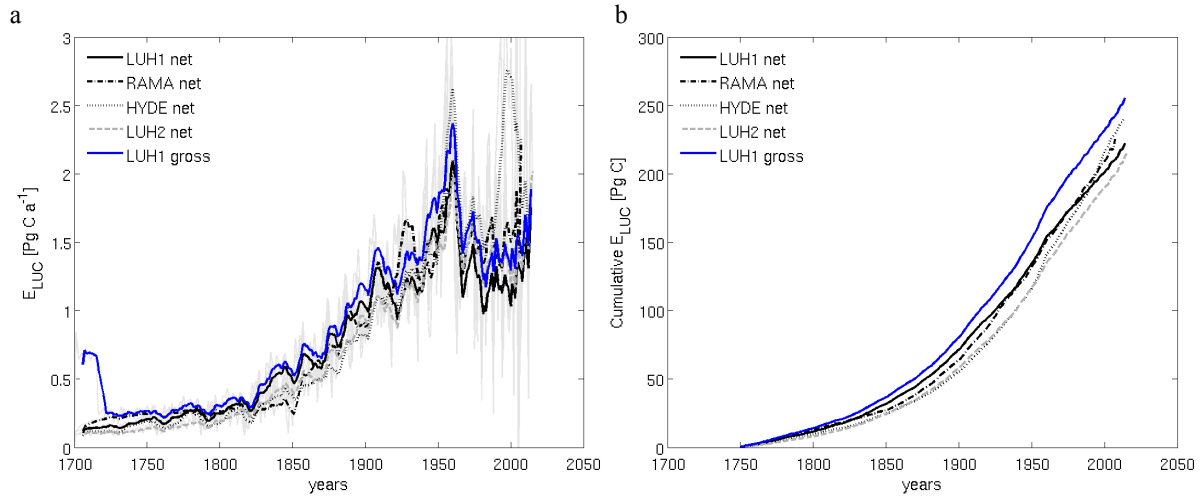 a
3
2.5
2
1.5
1
0.5
0
E_LUC [Pg C a^-1]
LUH1 net
RAMA net
HYDE net
LUH2 net
LUH1 gross
1700 1750 1800 1850 1900 1950 2000 2050
years
b
300
250
200
150
100
50
0
Cumulative E_LUC [Pg C]
LUH1 net
RAMA net
HYDE net
LUH2 net
LUH1 gross
1700 1750 1800 1850 1900 1950 2000 2050
years